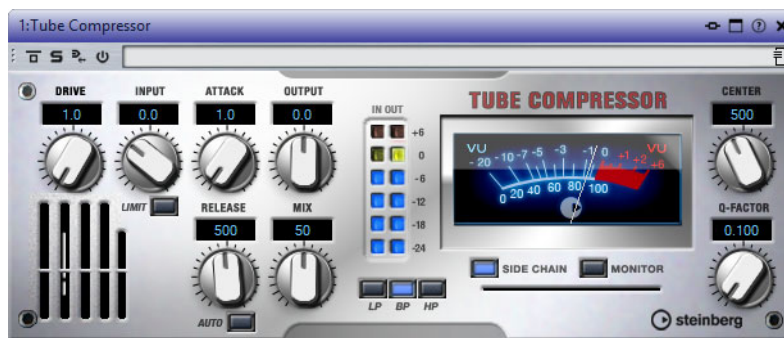 1:Tube Compressor
DRIVE INPUT ATTACK OUTPUT IN OUT TUBE COMPRESSOR CENTER
1.0 0.0 1.0 0.0 500
+6
VU - 20 - 10 -7 -5 -3 -1 0 +1 +2 +6 VU
0
0 20 40 60 80 100
-6
LIMIT RELEASE MIX -12 Q-FACTOR
500 50 -18 0.100
-24
SIDE CHAIN MONITOR
LP BP HP
AUTO steinberg